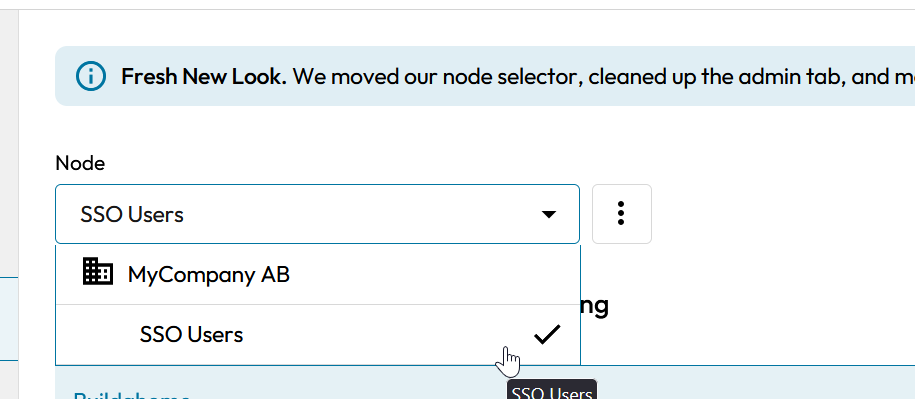 Fresh New Look. We moved our node selector, cleaned up the admin tab, and
Node
SSO Users
MyCompany AB
ng
SSO Users
SSO Users